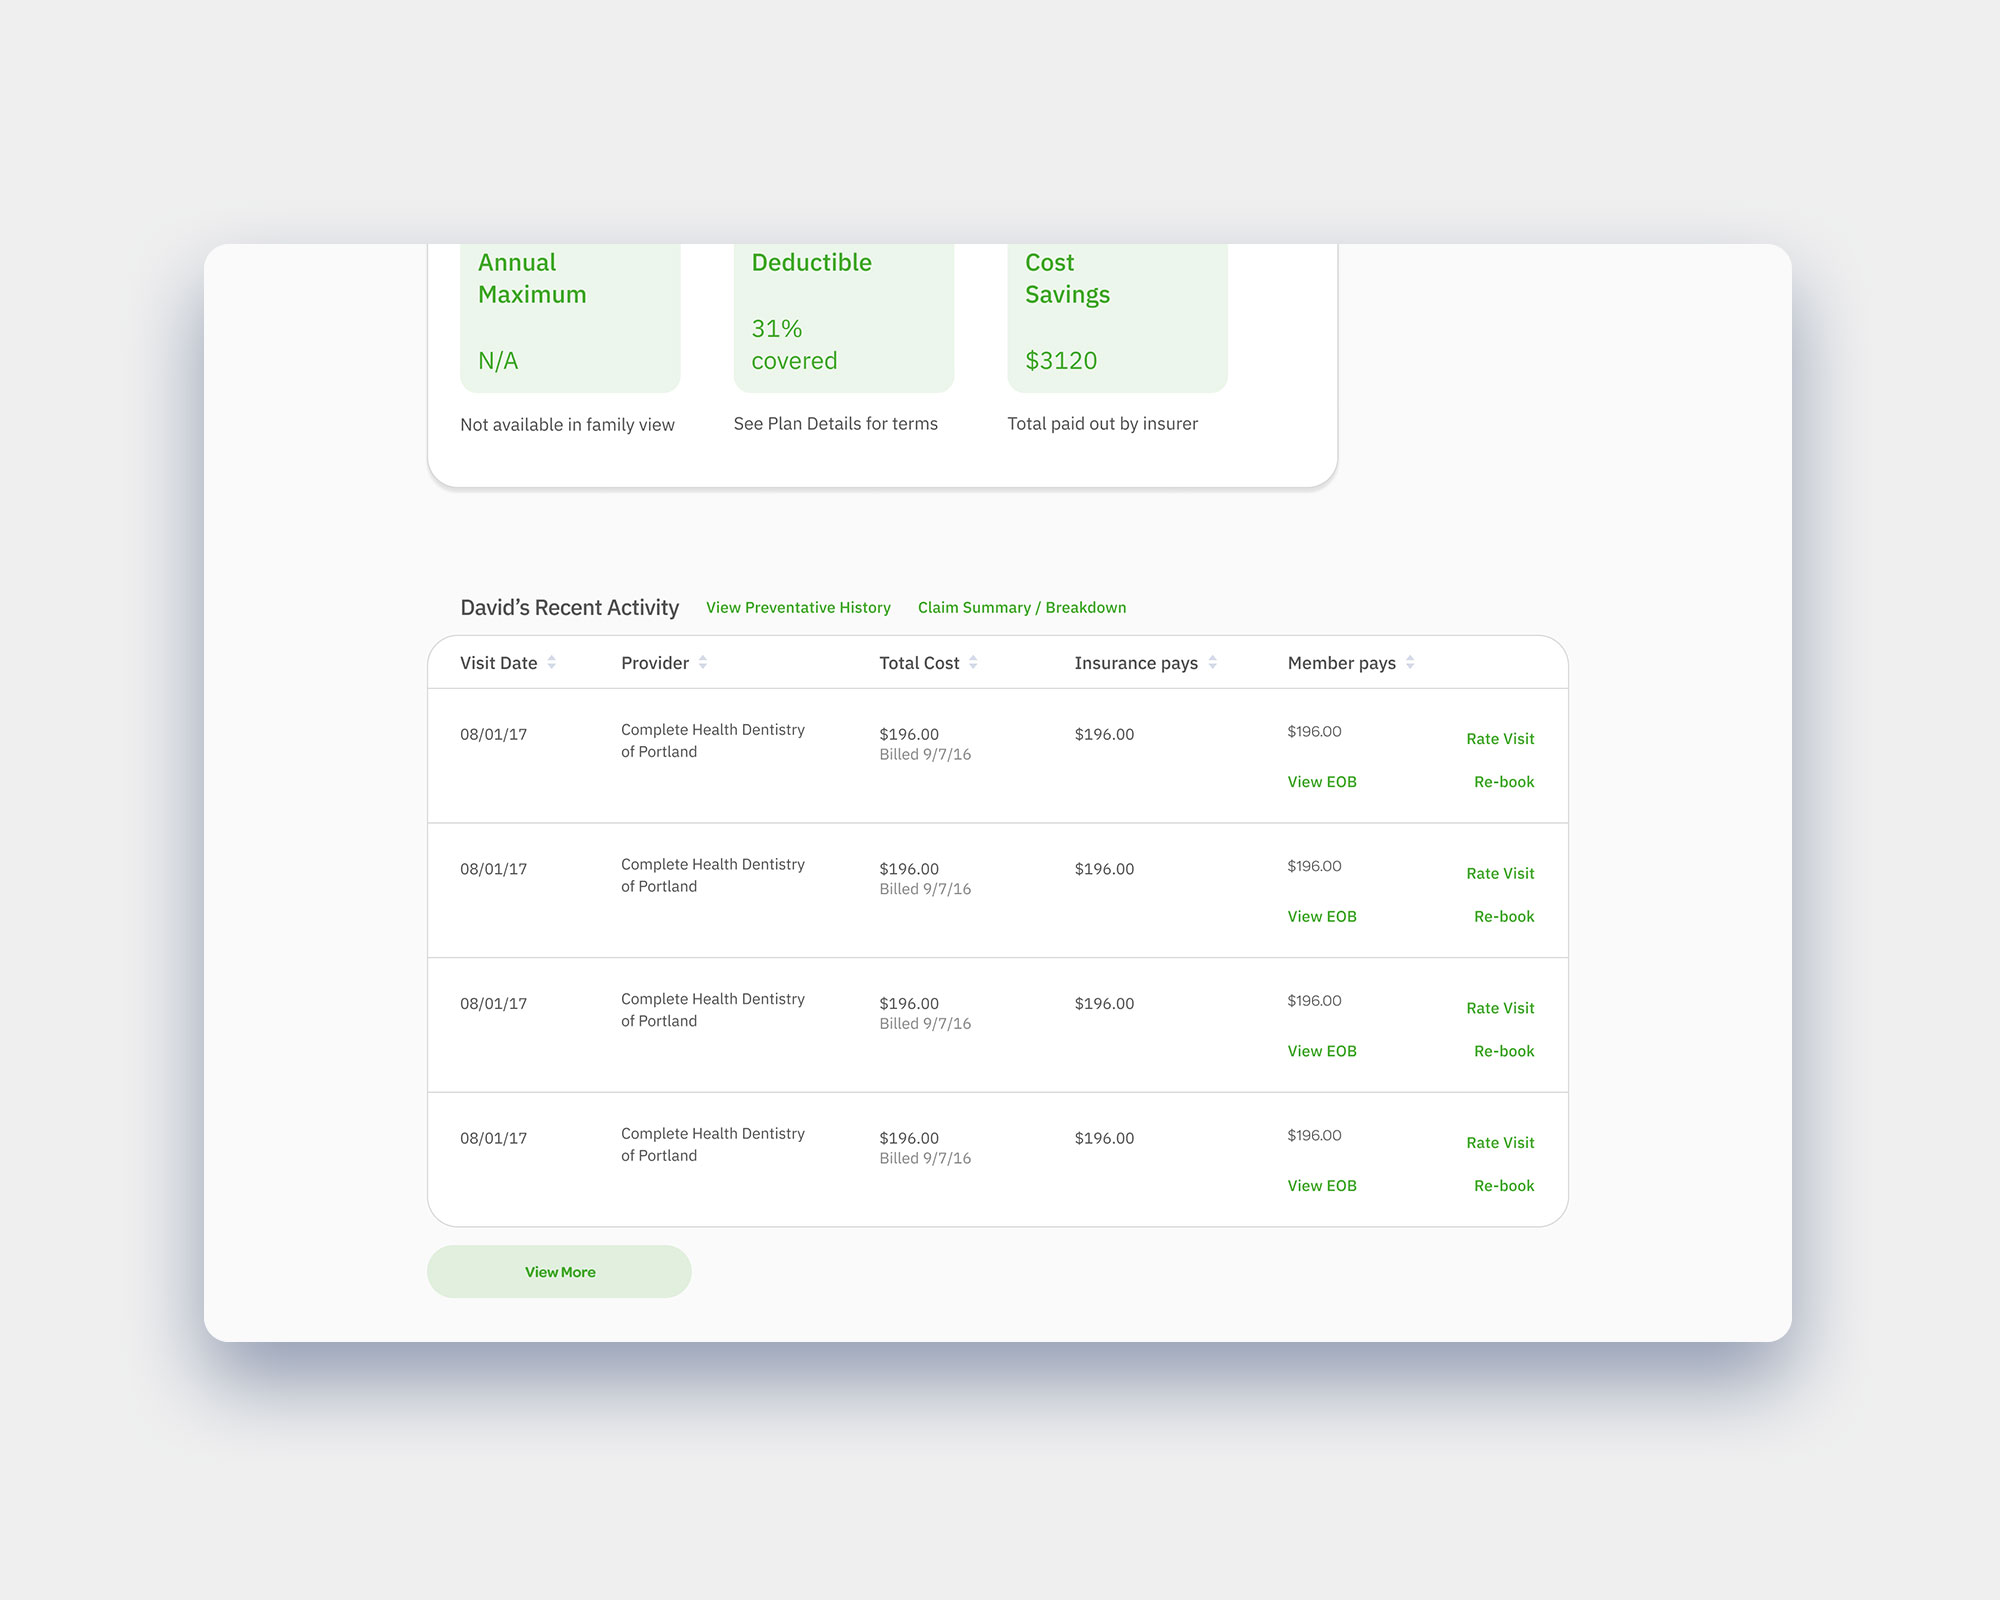 Annual
Maximum
N/A
Not available in family view
Deductible
31%
covered
See Plan Details for terms
Cost
Savings
$3120
Total paid out by insurer
David’s Recent Activity View Preventative History Claim Summary / Breakdown
Visit Date Provider Total Cost Insurance pays Member pays
08/01/17
Complete Health Dentistry
of Portland
$196.00
Billed 9/7/16
$196.00
$196.00
View EOB
Rate Visit
Re-book
08/01/17
Complete Health Dentistry
of Portland
$196.00
Billed 9/7/16
$196.00
$196.00
View EOB
Rate Visit
Re-book
08/01/17
Complete Health Dentistry
of Portland
$196.00
Billed 9/7/16
$196.00
$196.00
View EOB
Rate Visit
Re-book
08/01/17
Complete Health Dentistry
of Portland
$196.00
Billed 9/7/16
$196.00
$196.00
View EOB
Rate Visit
Re-book
View More